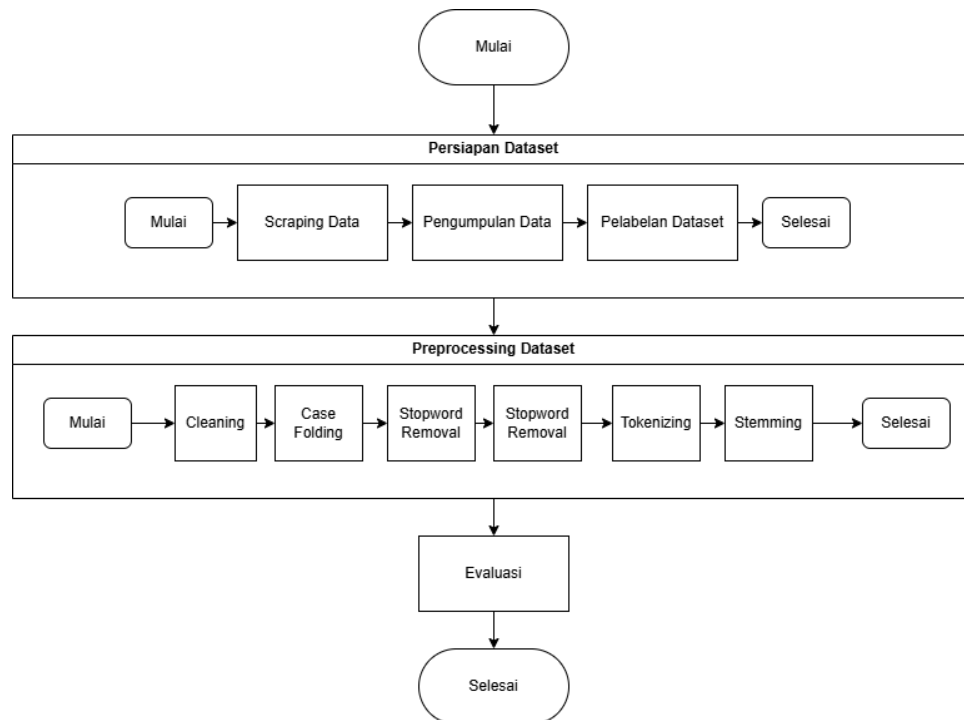 Mulai
Persiapan Dataset
Mulai
Scraping Data
Pengumpulan Data
Pelabelan Dataset
Selesai
Preprocessing Dataset
Mulai
Cleaning
Case
Folding
Stopword
Removal
Stopword
Removal
Tokenizing
Stemming
Selesai
Evaluasi
Selesai